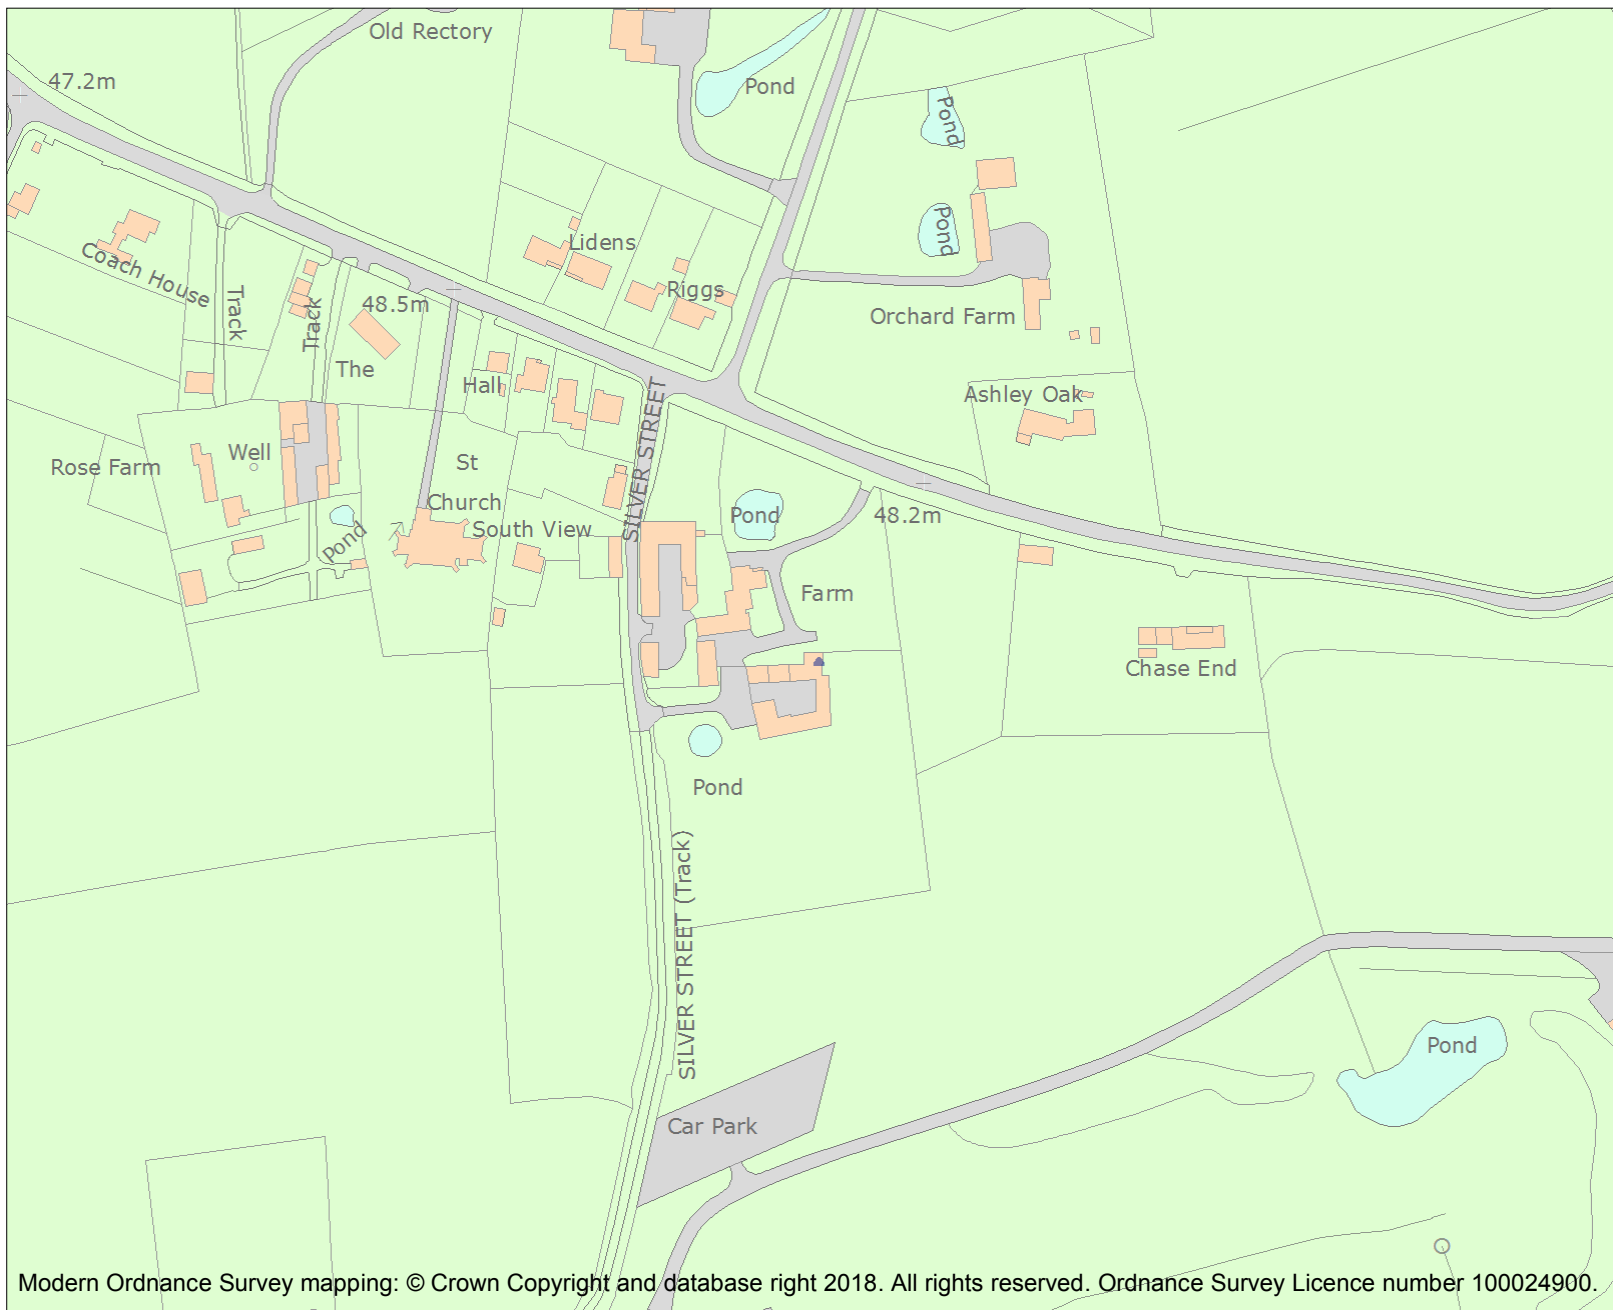 Old Rectory
47.2m
Pond
Pond
Pond
Lidens
Coach House
Track
Track
48.5m
Riggs
Orchard Farm
The
Hall
SILVER STREET
Ashley Oak
Well
Rose Farm
St
Church
South View
Pond
Pond
48.2m
Farm
Chase End
Pond
SILVER STREET (Track)
Pond
Car Park
Modern Ordnance Survey mapping: © Crown Copyright and database right 2018. All rights reserved. Ordnance Survey Licence number 100024900.